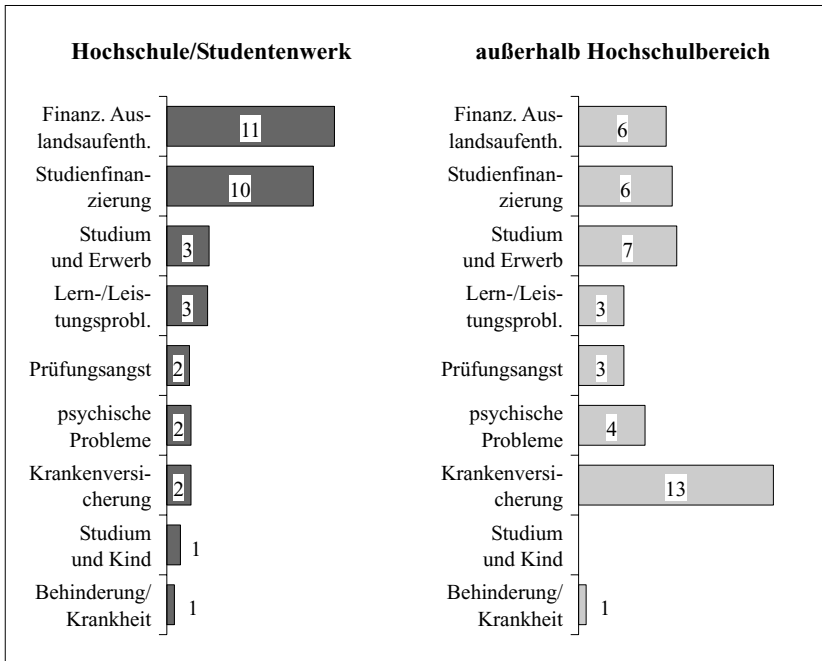 Hochschule/Studentenwerk
Finanz. Aus-
landsaufenth.
11
Studienfinan-
zierung
10
Studium
und Erwerb
3
Lern-/Leis-
tungsprobl.
3
Prüfungsangst
2
psychische
Probleme
2
Krankenversi-
cherung
2
Studium
und Kind
1
Behinderung/
Krankheit
1
außerhalb Hochschulbereich
Finanz. Aus-
landsaufenth.
6
Studienfinan-
zierung
6
Studium
und Erwerb
7
Lern-/Leis-
tungsprobl.
3
Prüfungsangst
3
psychische
Probleme
4
Krankenversi-
cherung
13
Studium
und Kind
Behinderung/
Krankheit
1